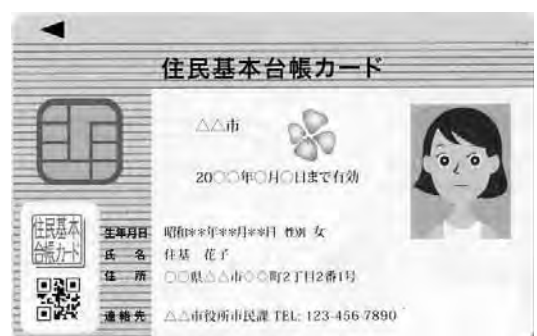 住民基本台帳カード
△△市
20○○年○月○日まで有効
住民基本
台帳カード
生年月日 昭和**年**月**日 性別 女
氏 名 住基 花子
住 所 ○○県△△市○○町2丁目2番1号
連絡先 △△市役所市民課 TEL: 123-456-7890